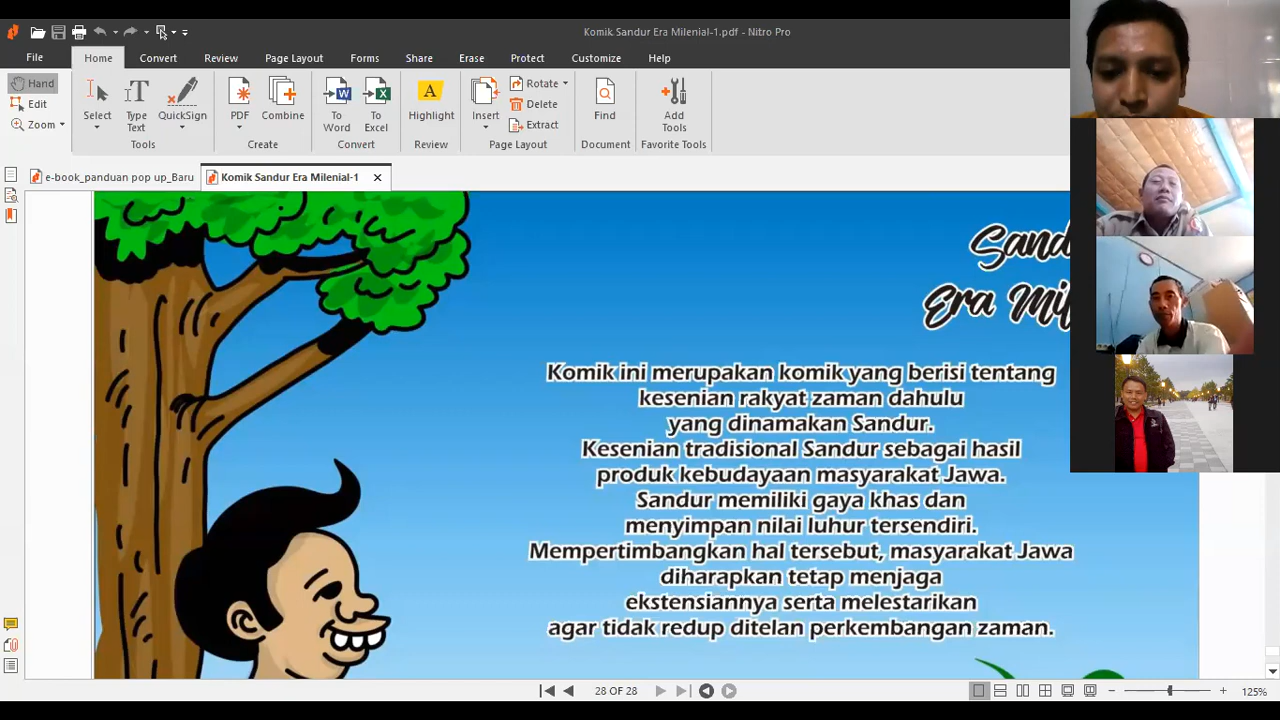 Komik Sandur Era Milenial-1.pdf - Nitro Pro
File Home Convert Review Page Layout Forms Share Erase Protect Customize Help
Hand
Edit
Zoom
Select
Type Text
QuickSign
Tools
PDF
Combine
Create
To Word
To Excel
Convert
Highlight
Review
Insert
Rotate
Delete
Extract
Page Layout
Find
Document
Add Tools
Favorite Tools
e-book_panduan pop up_Baru
Komik Sandur Era Milenial-1
Era
Komik ini merupakan komik yang berisi tentang
kesenian rakyat zaman dahulu
yang dinamakan Sandur.
Kesenian tradisional Sandur sebagai hasil
produk kebudayaan masyarakat Jawa.
Sandur memiliki gaya khas dan
menyimpan nilai luhur tersendiri.
Mempertimbangkan hal tersebut, masyarakat Jawa
diharapkan tetap menjaga
ekstensiannya serta melestarikan
agar tidak redup ditelan perkembangan zaman.
28 OF 28
125%